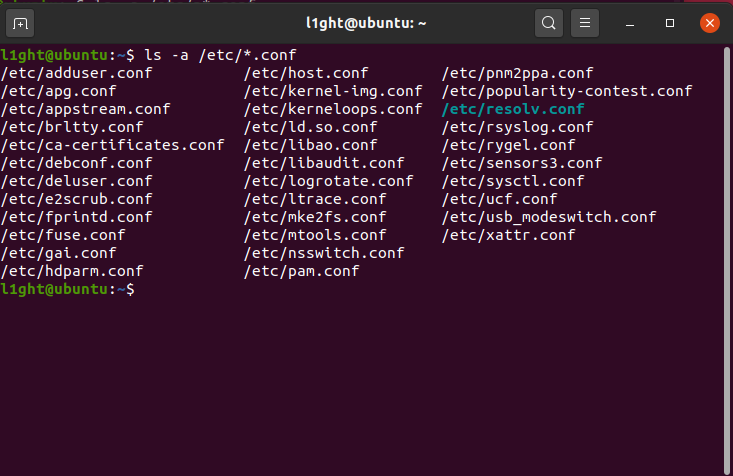 l1ght@ubuntu: ~
l1ght@ubuntu:~$ ls -a /etc/*.conf
/etc/adduser.conf /etc/host.conf /etc/pnm2ppa.conf
/etc/apg.conf /etc/kernel-img.conf /etc/popularity-contest.conf
/etc/appstream.conf /etc/kerneloops.conf /etc/resolv.conf
/etc/brltty.conf /etc/ld.so.conf /etc/rsyslog.conf
/etc/ca-certificates.conf /etc/libao.conf /etc/rygel.conf
/etc/debconf.conf /etc/libaudit.conf /etc/sensors3.conf
/etc/deluser.conf /etc/logrotate.conf /etc/sysctl.conf
/etc/e2scrub.conf /etc/ltrace.conf /etc/ucf.conf
/etc/fprintd.conf /etc/mke2fs.conf /etc/usb_modeswitch.conf
/etc/fuse.conf /etc/mtools.conf /etc/xattr.conf
/etc/gai.conf /etc/nsswitch.conf
/etc/hdparm.conf /etc/pam.conf
l1ght@ubuntu:~$